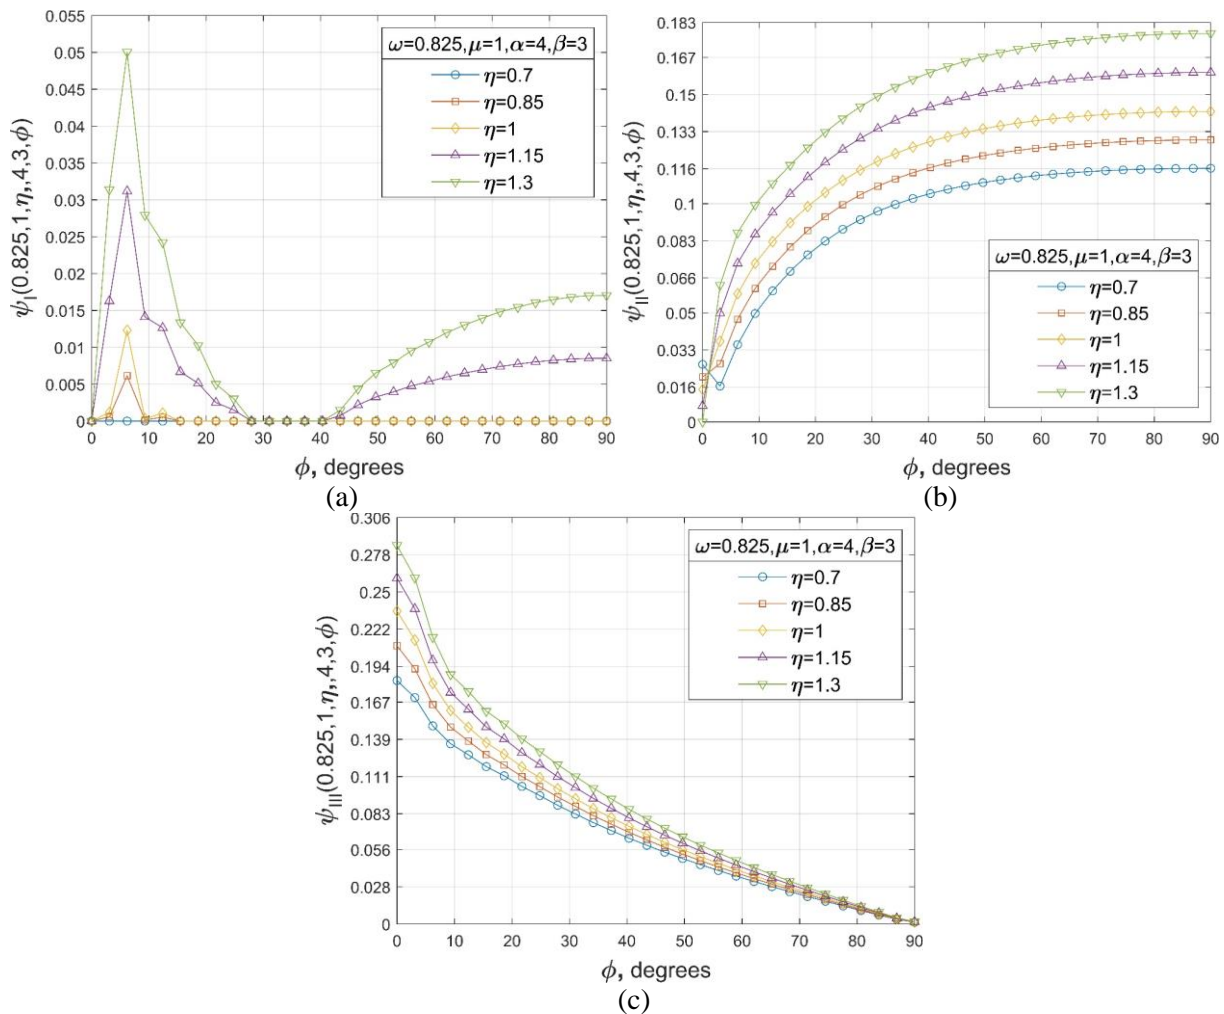 0.055
0.05
0.045
0.04
0.035
0.03
0.025
0.02
0.015
0.01
0.005
0
ψI(0.825,1,η,,4,3,ϕ)
ω=0.825,μ=1,α=4,β=3
η=0.7
η=0.85
η=1
η=1.15
η=1.3
0 10 20 30 40 50 60 70 80 90
ϕ, degrees
(a)
0.183
0.167
0.15
0.133
0.116
0.1
0.083
0.066
0.05
0.033
0.016
0
ψII(0.825,1,η,,4,3,ϕ)
ω=0.825,μ=1,α=4,β=3
η=0.7
η=0.85
η=1
η=1.15
η=1.3
0 10 20 30 40 50 60 70 80 90
ϕ, degrees
(b)
0.306
0.278
0.25
0.222
0.194
0.167
0.139
0.111
0.083
0.056
0.028
0
ψIII(0.825,1,η,,4,3,ϕ)
ω=0.825,μ=1,α=4,β=3
η=0.7
η=0.85
η=1
η=1.15
η=1.3
0 10 20 30 40 50 60 70 80 90
ϕ, degrees
(c)